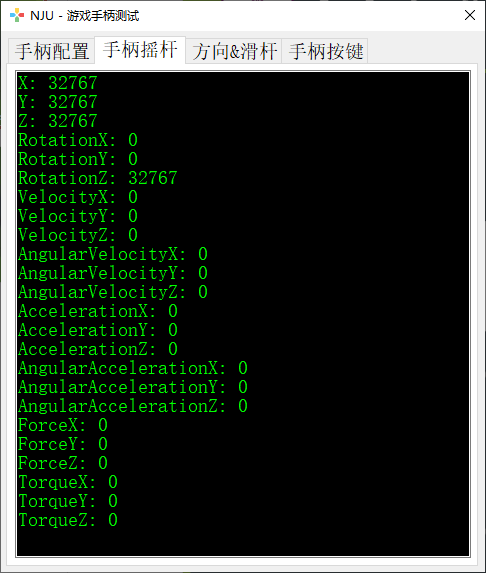 NJU - 游戏手柄测试
手柄配置 手柄摇杆 方向&滑杆 手柄按键
X: 32767
Y: 32767
Z: 32767
RotationX: 0
RotationY: 0
RotationZ: 32767
VelocityX: 0
VelocityY: 0
VelocityZ: 0
AngularVelocityX: 0
AngularVelocityY: 0
AngularVelocityZ: 0
AccelerationX: 0
AccelerationY: 0
AccelerationZ: 0
AngularAccelerationX: 0
AngularAccelerationY: 0
AngularAccelerationZ: 0
ForceX: 0
ForceY: 0
ForceZ: 0
TorqueX: 0
TorqueY: 0
TorqueZ: 0